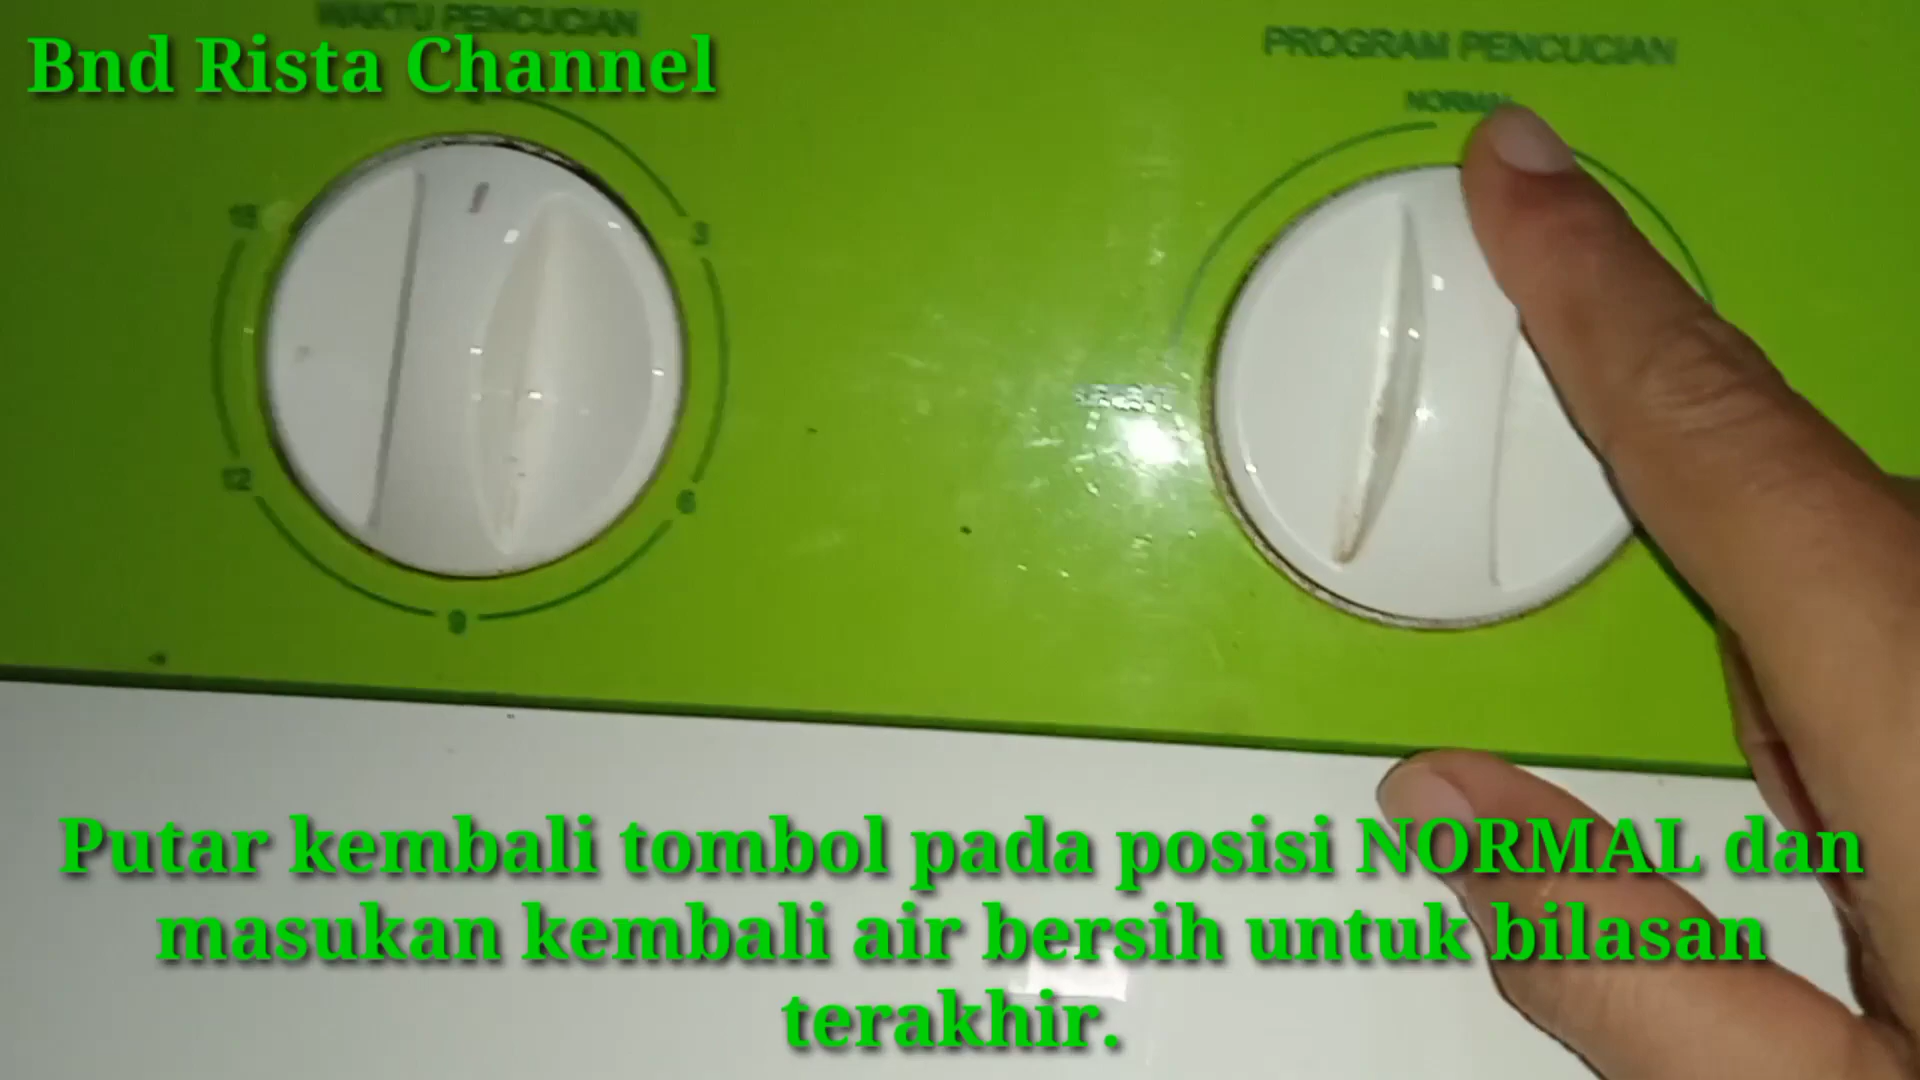 WAKTU PENCUCIAN
Bnd Rista Channel
PROGRAM PENCUCIAN
NORMAL
15
3
12
6
9
Putar kembali tombol pada posisi NORMAL dan
masukan kembali air bersih untuk bilasan
terakhir.